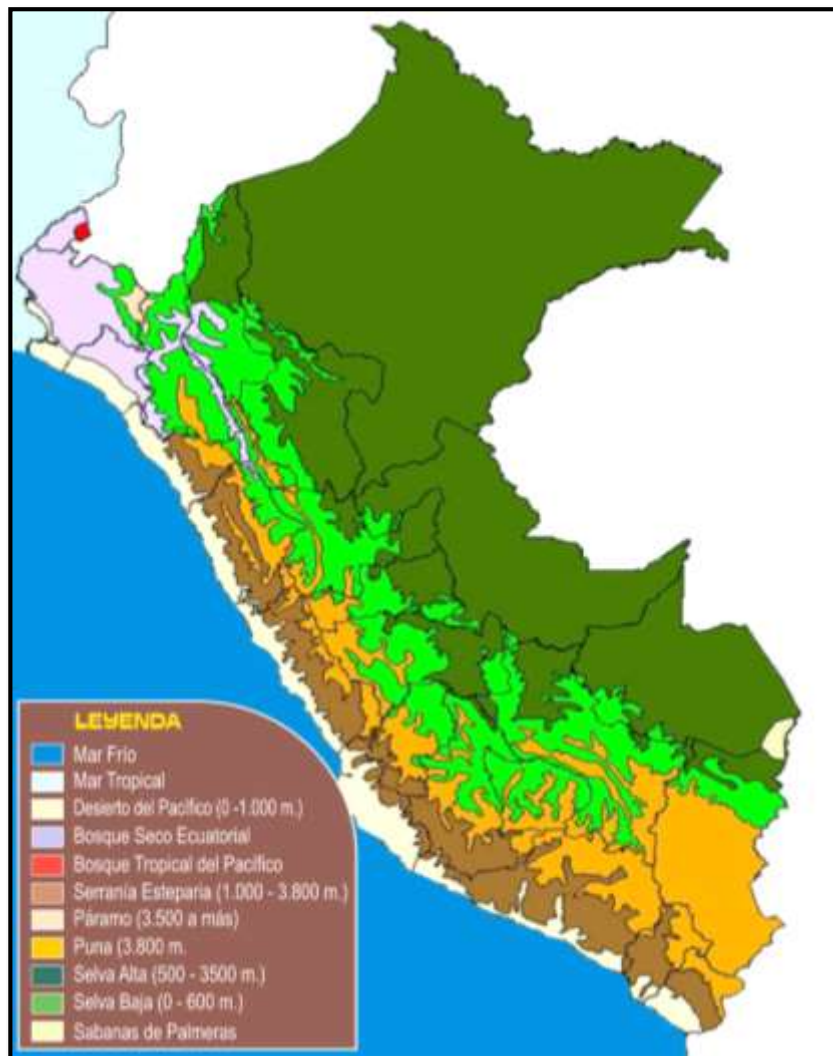 LEYENDA
Mar Frío
Mar Tropical
Desierto del Pacífico (0 -1.000 m.)
Bosque Seco Ecuatorial
Bosque Tropical del Pacífico
Serranía Esteparia (1.000 - 3.800 m.)
Páramo (3.500 a más)
Puna (3.800 m.
Selva Alta (500 - 3500 m.)
Selva Baja (0 - 600 m.)
Sabanas de Palmeras